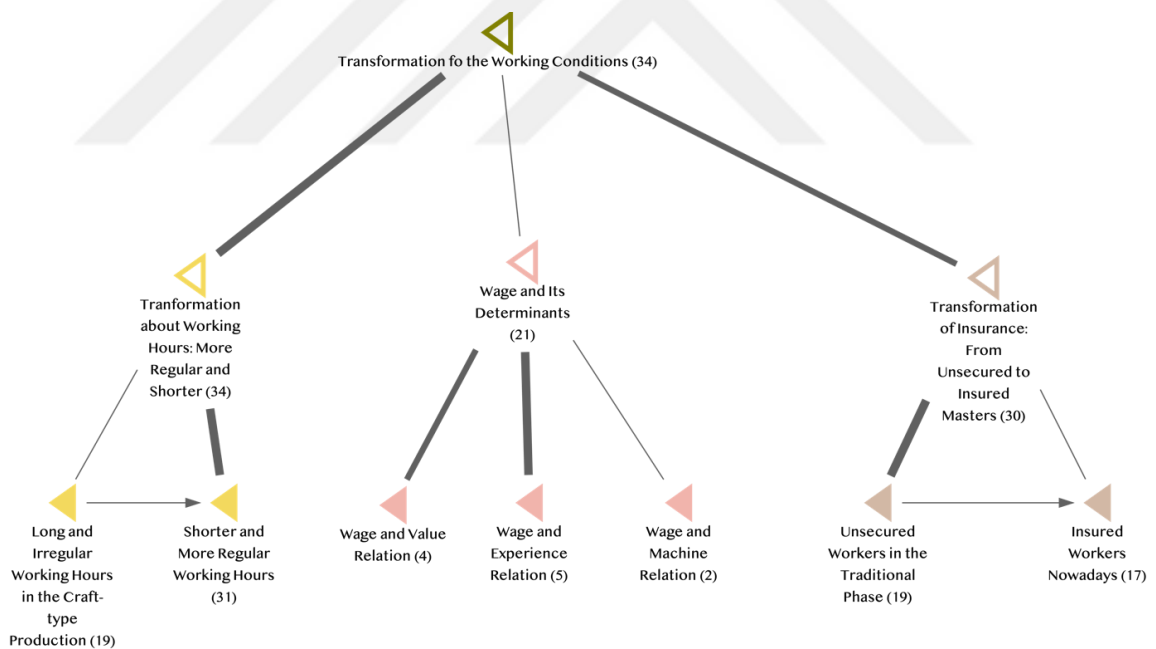 Transformation fo the Working Conditions (34)
Tranformation
about Working
Hours: More
Regular and
Shorter (34)
Wage and Its
Determinants
(21)
Transformation
of Insurance:
From
Unsecured to
Insured
Masters (30)
Long and
Irregular
Working Hours
in the Craft-
type
Production (19)
Shorter and
More Regular
Working Hours
(31)
Wage and Value
Relation (4)
Wage and
Experience
Relation (5)
Wage and
Machine
Relation (2)
Unsecured
Workers in the
Traditional
Phase (19)
Insured
Workers
Nowadays (17)